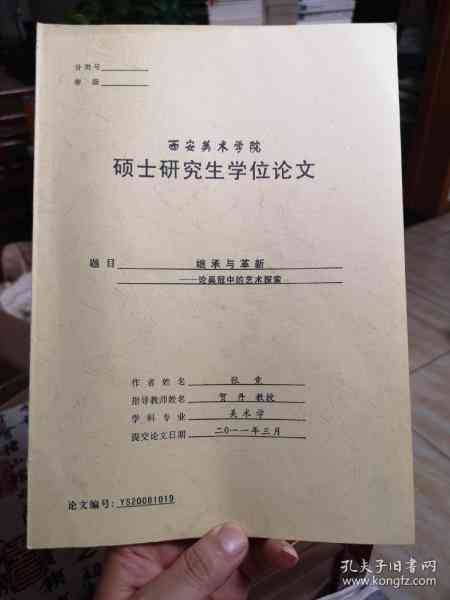 分类号
密 级
西安美术学院
硕士研究生学位论文
题 目 继承与革新
——论吴冠中的艺术探索
作 者 姓 名 张
指导教师姓名 贺 丹 教授
学 科 专 业 美术学
提交论文日期 二0一一年三月
论文编号: YS20081019
孔夫子旧书网
www.kongfz.com